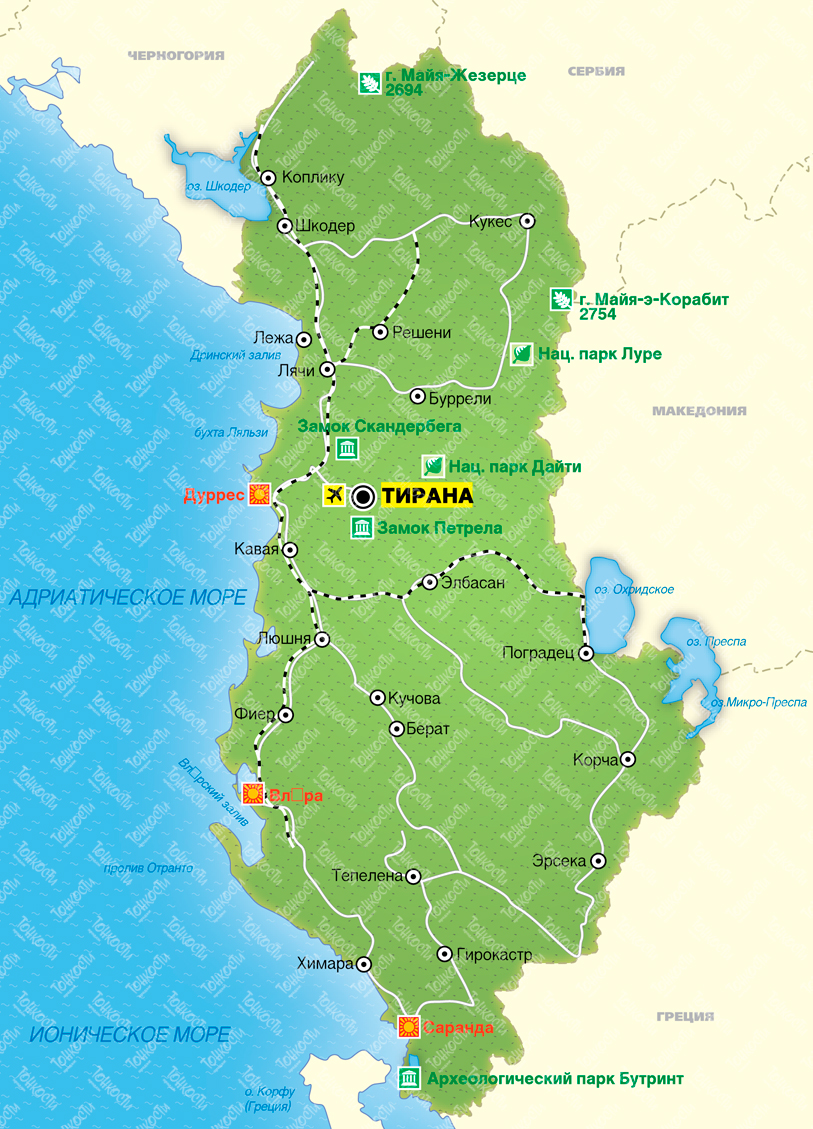 ЧЕРНОГОРИЯ
СЕРБИЯ
г. Майя-Жезерце
2694
оз. Шкодер
Коплику
Шкодер
Кукес
г. Майя-э-Корабит
2754
Лежа
Решени
Дринский залив
Нац. парк Луре
Лячи
Буррели
МАКЕДОНИЯ
Замок Скандербега
бухта Ляльзи
Нац. парк Дайти
Дуррес
ТИРАНА
Замок Петрела
Кавая
Элбасан
оз. Охридское
АДРИАТИЧЕСКОЕ МОРЕ
Люшня
оз. Преспа
Поградец
Кучова
оз.Микро-Преспа
Фиер
Берат
Корча
Вл□рский залив
Вл□ра
Эрсека
пролив Отранто
Тепелена
Гирокастр
Химара
ГРЕЦИЯ
Саранда
ИОНИЧЕСКОЕ МОРЕ
Археологический парк Бутринт
о. Корфу
(Греция)
Тонкости